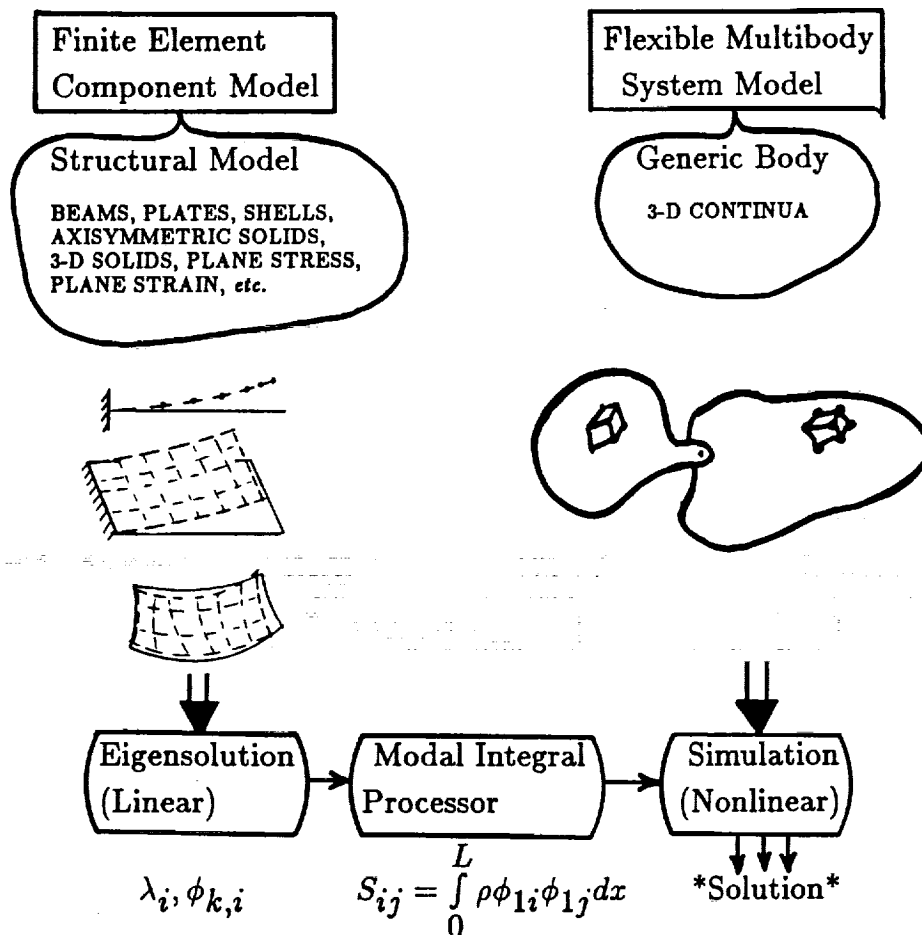 Finite Element
Component Model
Structural Model
BEAMS, PLATES, SHELLS,
AXISYMMETRIC SOLIDS,
3-D SOLIDS, PLANE STRESS,
PLANE STRAIN, etc.
Flexible Multibody
System Model
Generic Body
3-D CONTINUA
Eigensolution
(Linear)
Modal Integral
Processor
Simulation
(Nonlinear)
λ_i, ϕ_{k,i}
S_{ij} = ∫_0^L ρϕ_{1i}ϕ_{1j}dx
*Solution*